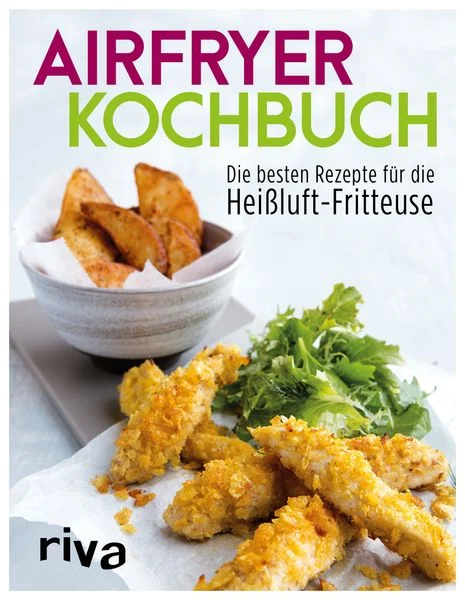 AIRFRYER
KOCHBUCH
Die besten Rezepte für die
Heißluft-Fritteuse
riva